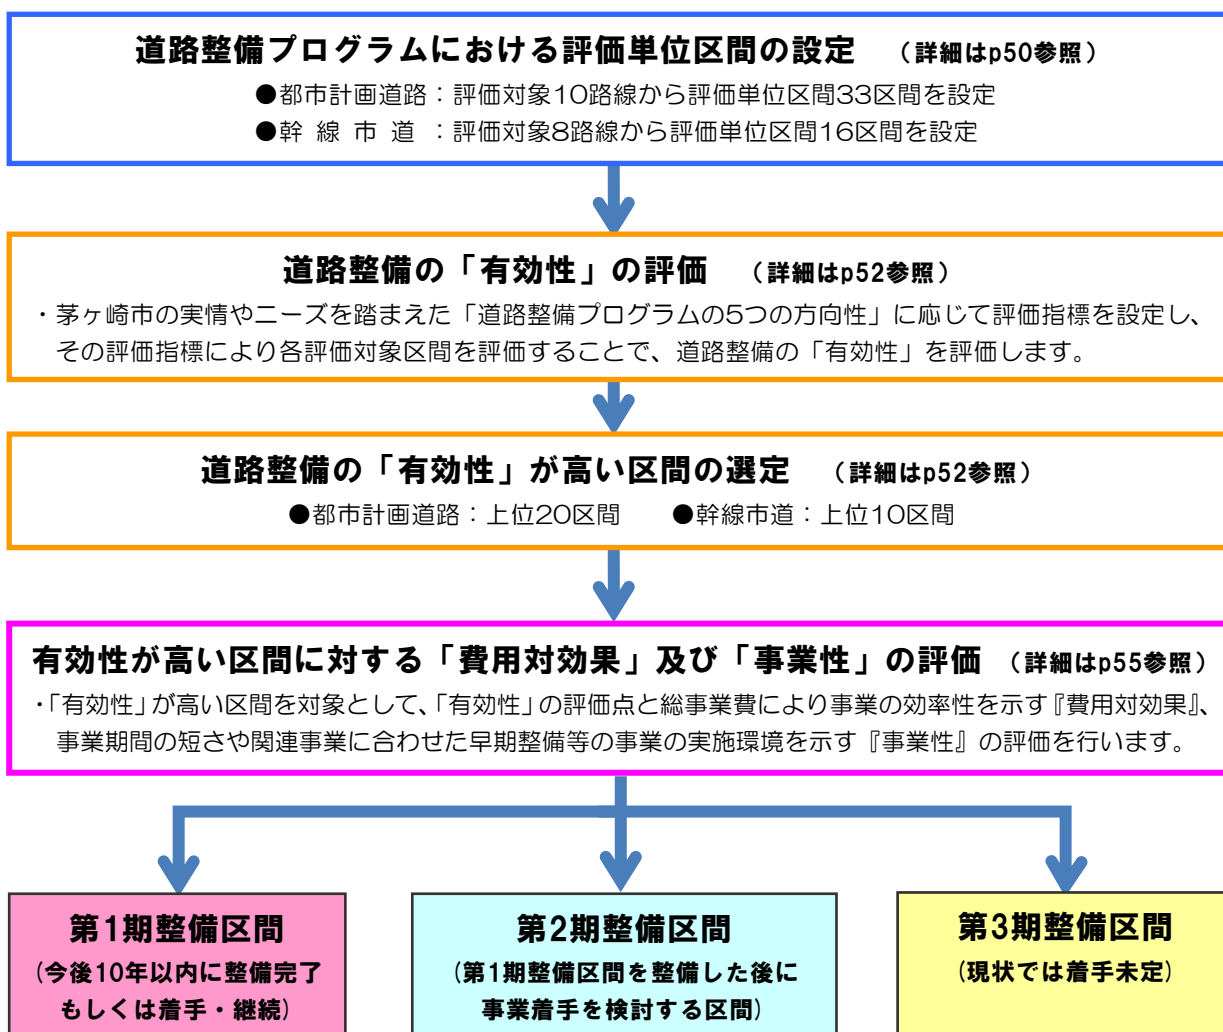 道路整備プログラムにおける評価単位区間の設定　（詳細はp50参照）
●都市計画道路：評価対象10路線から評価単位区間33区間を設定
●幹 線 市 道 ：評価対象8路線から評価単位区間16区間を設定
道路整備の「有効性」の評価　（詳細はp52参照）
・茅ヶ崎市の実情やニーズを踏まえた「道路整備プログラムの5つの方向性」に応じて評価指標を設定し、
その評価指標により各評価対象区間を評価することで、道路整備の「有効性」を評価します。
道路整備の「有効性」が高い区間の選定　（詳細はp52参照）
●都市計画道路：上位20区間　●幹線市道：上位10区間
有効性が高い区間に対する「費用対効果」及び「事業性」の評価　（詳細はp55参照）
・「有効性」が高い区間を対象として、「有効性」の評価点と総事業費により事業の効率性を示す『費用対効果』、
事業期間の短さや関連事業に合わせた早期整備等の事業の実施環境を示す『事業性』の評価を行います。
第1期整備区間
（今後10年以内に整備完了
もしくは着手・継続）
第2期整備区間
（第1期整備区間を整備した後に
事業着手を検討する区間）
第3期整備区間
（現状では着手未定）